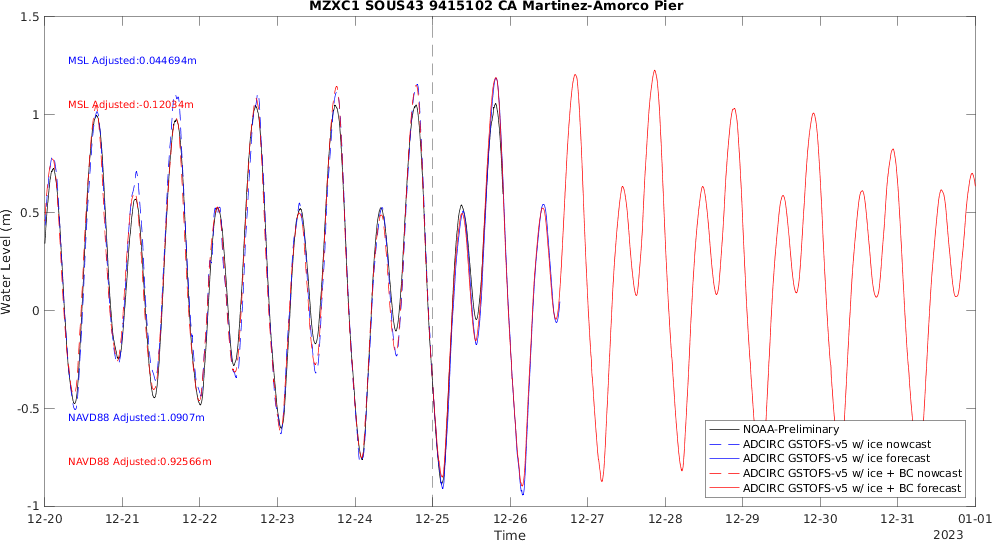 MZXC1 SOUS43 9415102 CA Martinez-Amorco Pier
1.5
1
0.5
0
-0.5
-1
Water Level (m)
MSL Adjusted:0.044694m
MSL Adjusted:-0.12034m
NAVD88 Adjusted:1.0907m
NAVD88 Adjusted:0.92566m
NOAA-Preliminary
ADCIRC GSTOFS-v5 w/ ice nowcast
ADCIRC GSTOFS-v5 w/ ice forecast
ADCIRC GSTOFS-v5 w/ ice + BC nowcast
ADCIRC GSTOFS-v5 w/ ice + BC forecast
12-20 12-21 12-22 12-23 12-24 12-25 12-26 12-27 12-28 12-29 12-30 12-31 01-01
Time
2023